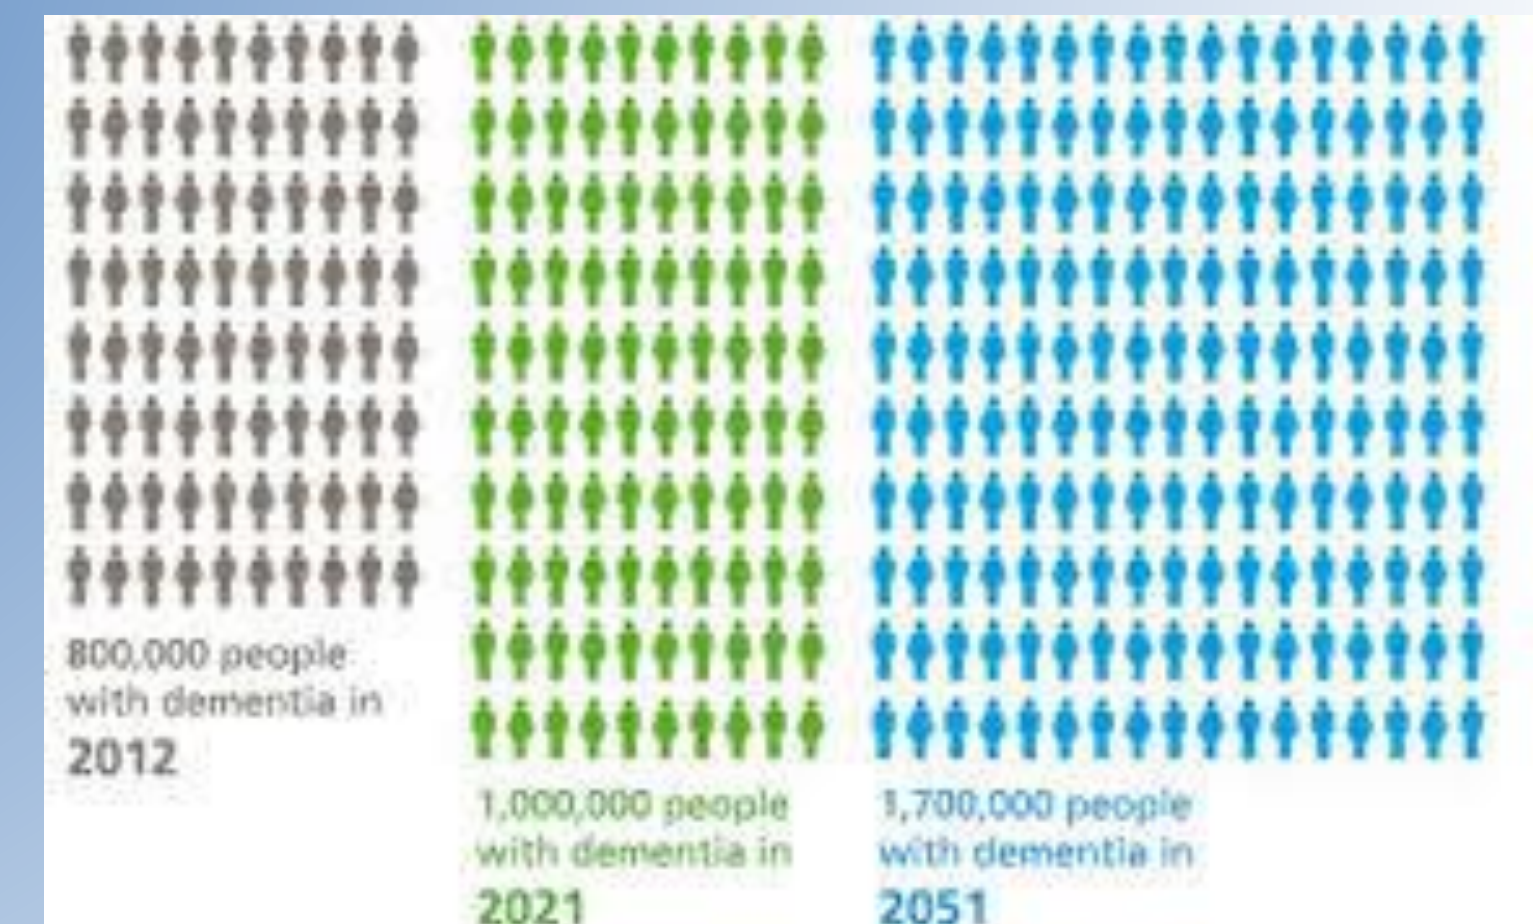 800,000 people
with dementia in
2012
1,000,000 people
with dementia in
2021
1,700,000 people
with dementia in
2051